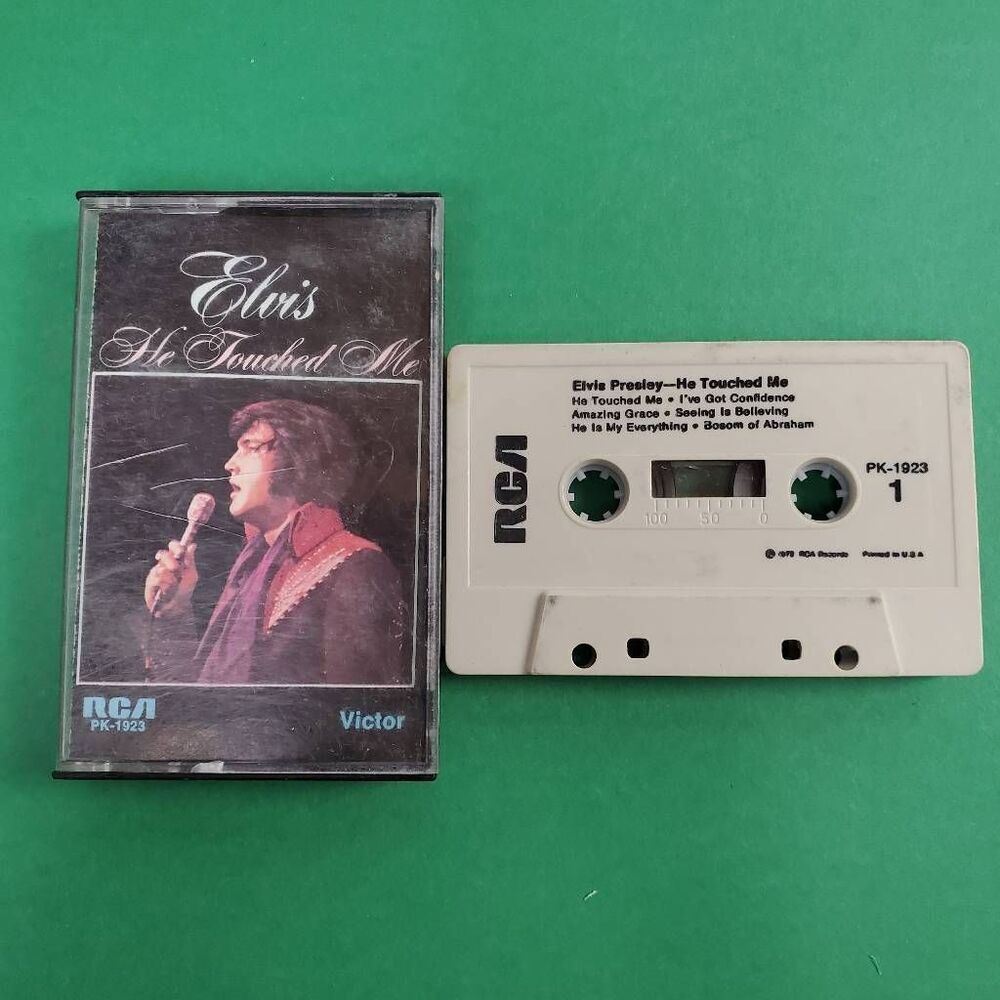 Elvis
He Touched Me
RCA
PK-1923
Victor
Elvis Presley—He Touched Me
He Touched Me • I've Got Confidence
Amazing Grace • Seeing Is Believing
He Is My Everything • Bosom of Abraham
RCA
PK-1923
1
100 50 0
RCA Records Printed in U S A